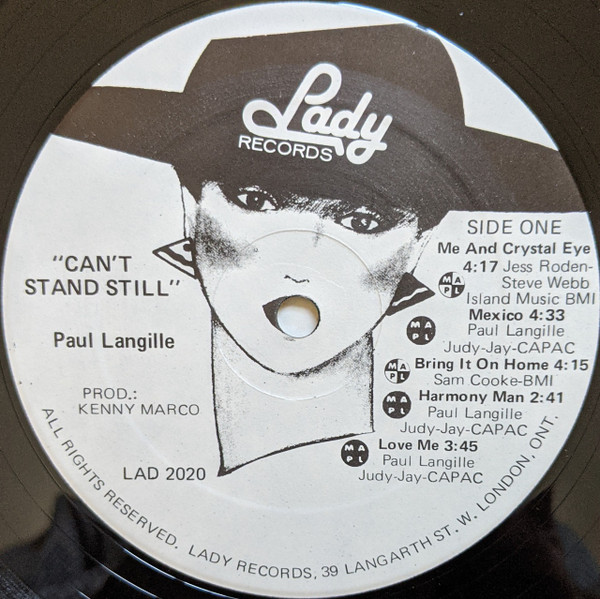 Lady
RECORDS
"CAN'T
STAND STILL"
Paul Langille
PROD.:
KENNY MARCO
LAD 2020
SIDE ONE
Me And Crystal Eye
4:17 Jess Roden-
Steve Webb
Island Music BMI
M A P L
Mexico 4:33
Paul Langille
Judy-Jay-CAPAC
M A P L
Bring It On Home 4:15
Sam Cooke-BMI
M A P L
Harmony Man 2:41
Paul Langille
Judy-Jay-CAPAC
M A P L
Love Me 3:45
Paul Langille
Judy-Jay-CAPAC
M A P L
ALL RIGHTS RESERVED. LADY RECORDS, 39 LANGARTH ST. W. LONDON, ONT.